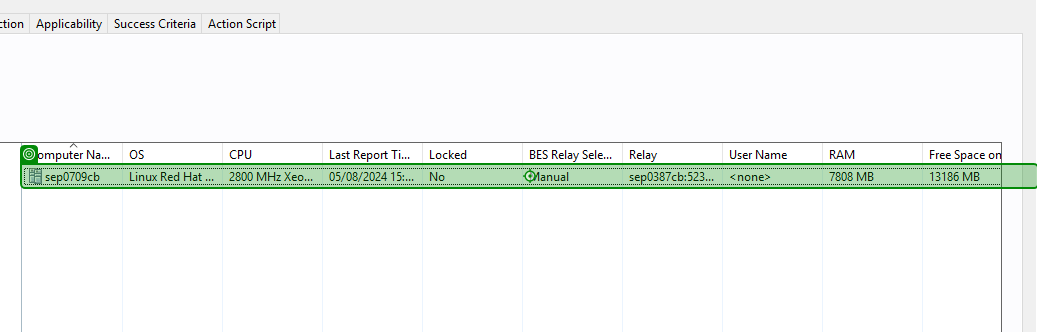 ction Applicability Success Criteria Action Script
omputer Na... OS CPU Last Report Ti... Locked BES Relay Sele... Relay User Name RAM Free Space on
sep0709cb Linux Red Hat ... 2800 MHz Xeo... 05/08/2024 15:... No Manual sep0387cb:523... <none> 7808 MB 13186 MB